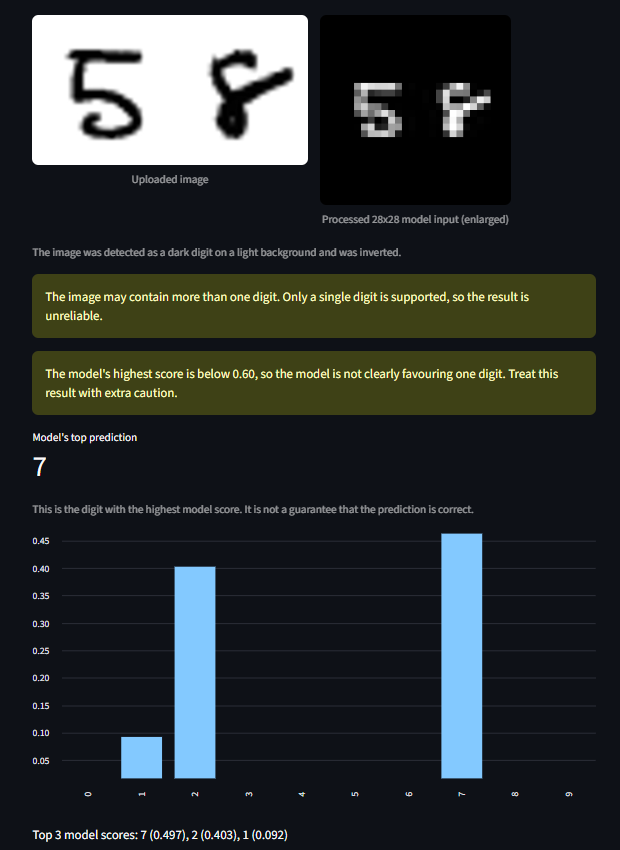 5 8
Uploaded image
Processed 28x28 model input (enlarged)
The image was detected as a dark digit on a light background and was inverted.
The image may contain more than one digit. Only a single digit is supported, so the result is
unreliable.
The model's highest score is below 0.60, so the model is not clearly favouring one digit. Treat this
result with extra caution.
Model's top prediction
7
This is the digit with the highest model score. It is not a guarantee that the prediction is correct.
0.45
0.40
0.35
0.30
0.25
0.20
0.15
0.10
0.05
0 1 2 3 4 5 6 7 8 9
Top 3 model scores: 7 (0.497), 2 (0.403), 1 (0.092)